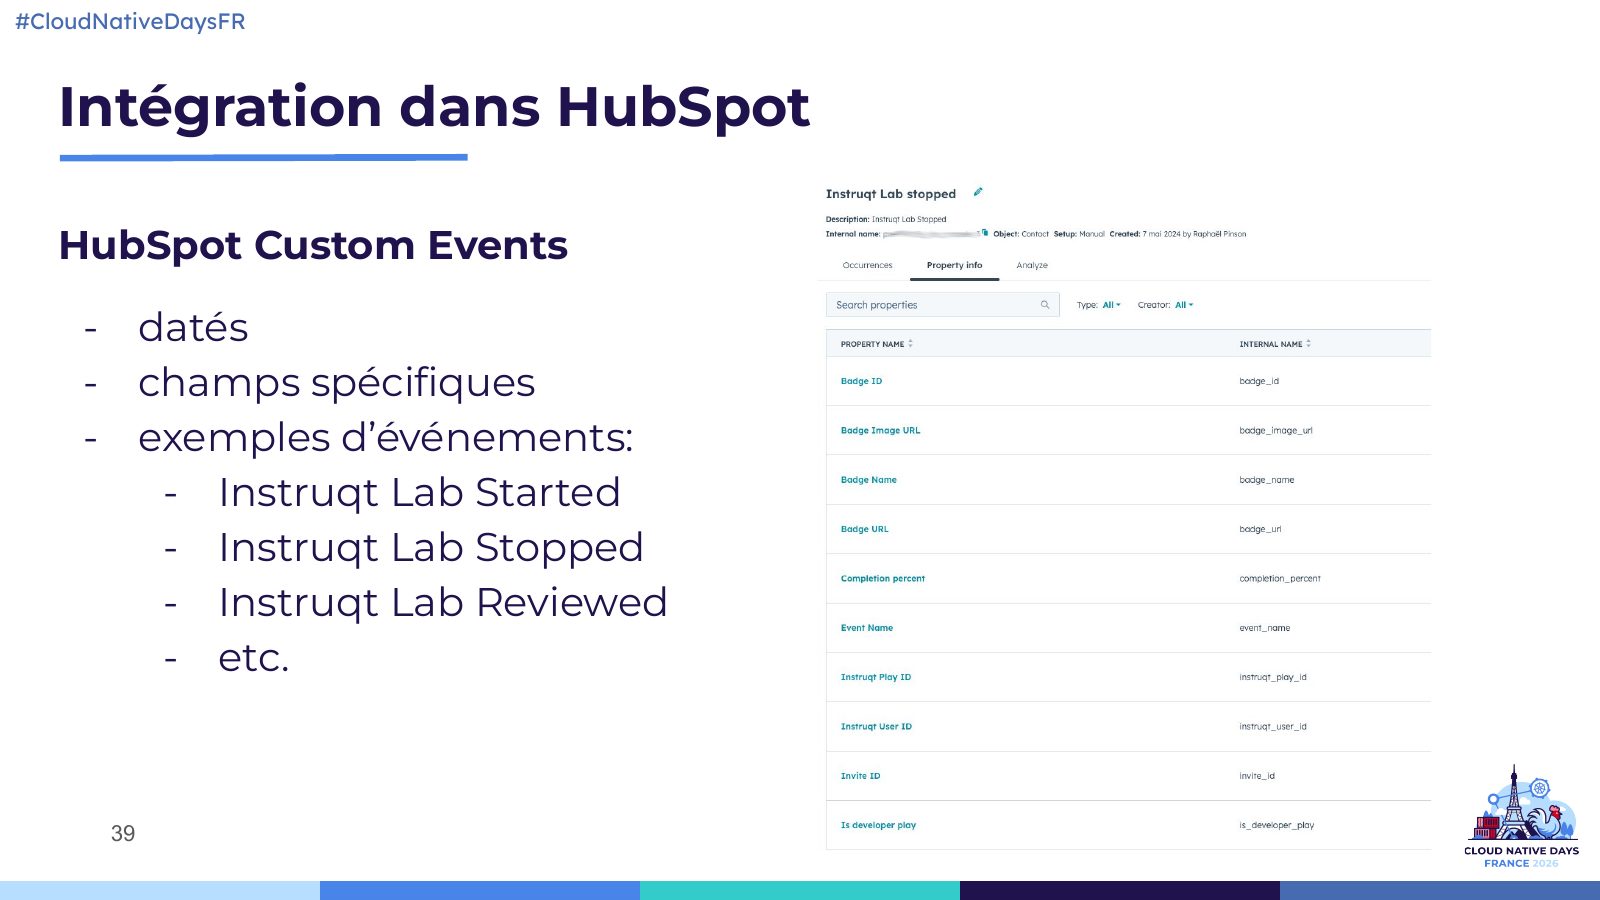 #CloudNativeDaysFR
Intégration dans HubSpot
HubSpot Custom Events
- datés
- champs spécifiques
- exemples d’événements:
- Instruqt Lab Started
- Instruqt Lab Stopped
- Instruqt Lab Reviewed
- etc.
Instruqt Lab stopped
Description: Instruqt Lab Stopped
Internal name: Object: Contact Setup: Manual Created: 7 mai 2024 by Raphaël Pinson
Occurrences Property info Analyze
Search properties Type: All Creator: All
PROPERTY NAME INTERNAL NAME
Badge ID badge_id
Badge Image URL badge_image_url
Badge Name badge_name
Badge URL badge_url
Completion percent completion_percent
Event Name event_name
Instruqt Play ID instruqt_play_id
Instruqt User ID instruqt_user_id
Invite ID invite_id
Is developer play is_developer_play
39
CLOUD NATIVE DAYS
FRANCE 2026